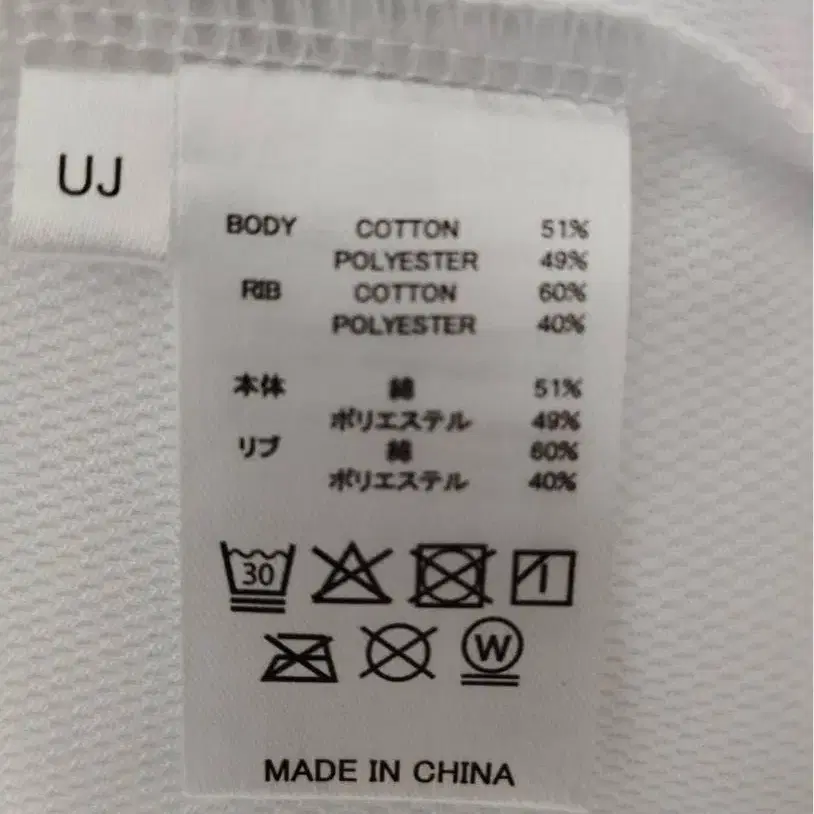 UJ
BODY COTTON 51%
POLYESTER 49%
RIB COTTON 60%
POLYESTER 40%
本体 綿 51%
ポリエステル 49%
リブ 綿 60%
ポリエステル 40%
30
W
MADE IN CHINA